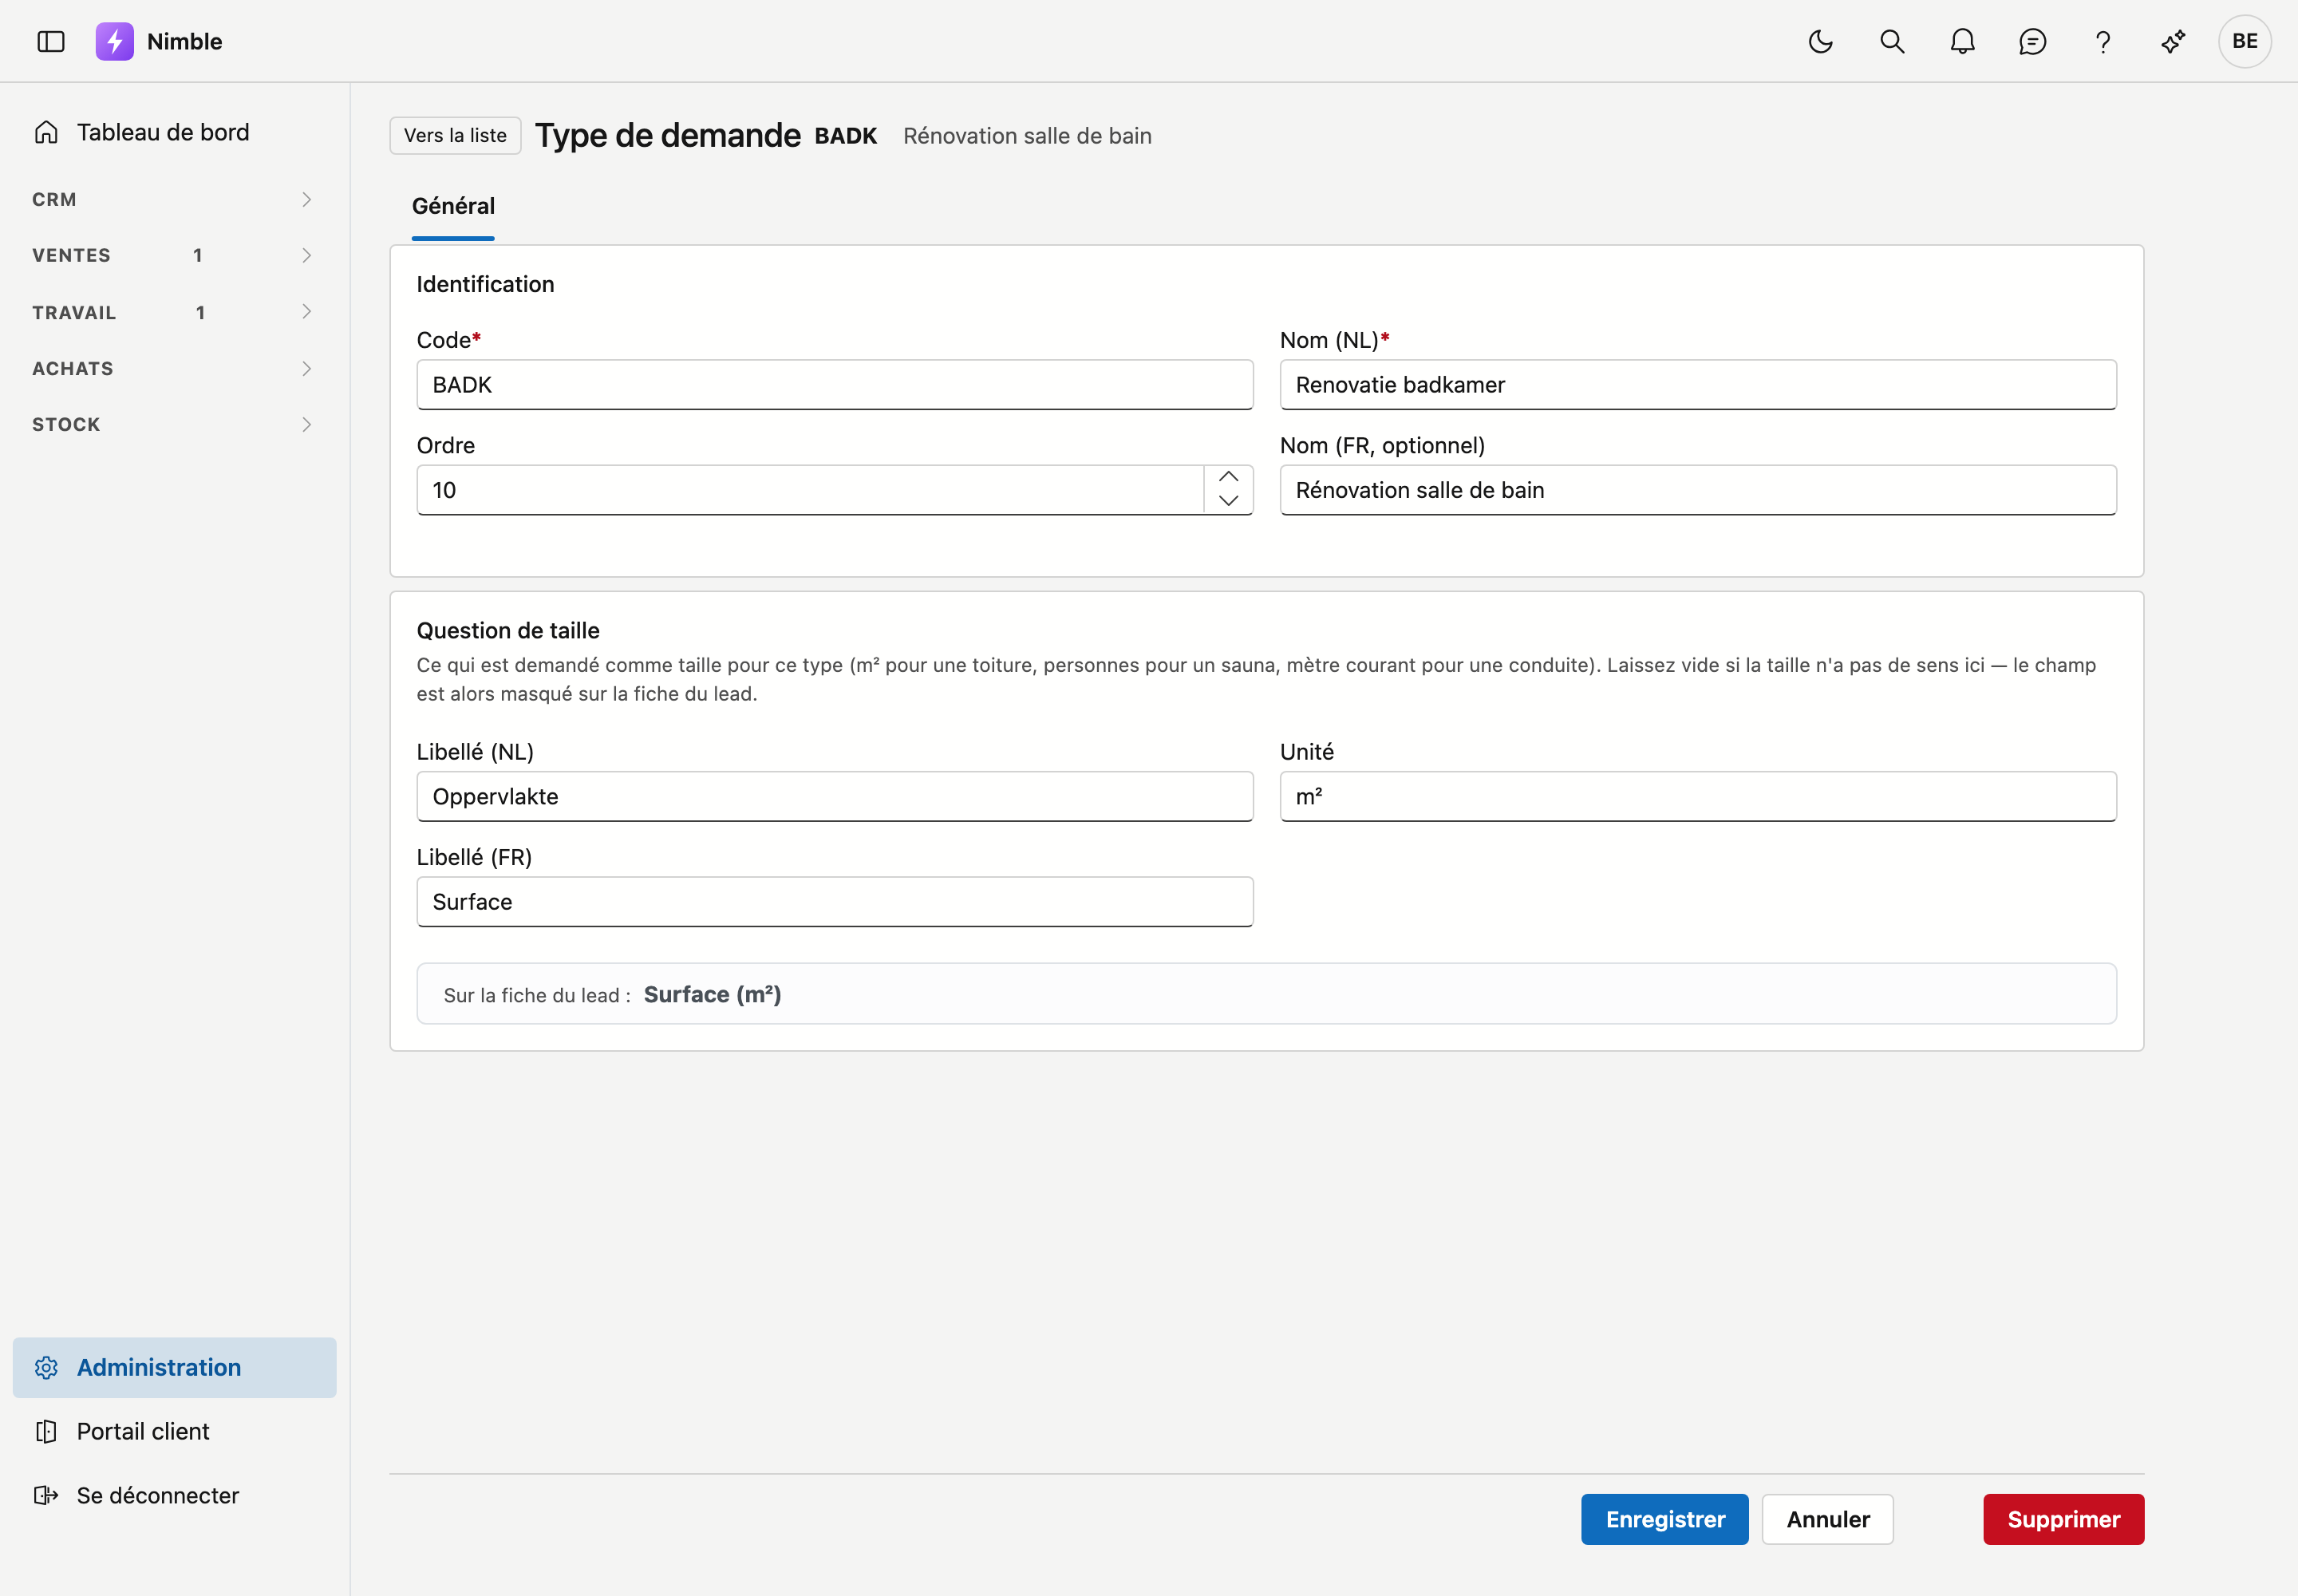 Nimble
BE
Tableau de bord
CRM
VENTES 1
TRAVAIL 1
ACHATS
STOCK
Administration
Portail client
Se déconnecter
Vers la liste Type de demande BADK Rénovation salle de bain
Général
Identification
Code* Nom (NL)*
BADK Renovatie badkamer
Ordre Nom (FR, optionnel)
10 Rénovation salle de bain
Question de taille
Ce qui est demandé comme taille pour ce type (m² pour une toiture, personnes pour un sauna, mètre courant pour une conduite). Laissez vide si la taille n'a pas de sens ici — le champ
est alors masqué sur la fiche du lead.
Libellé (NL) Unité
Oppervlakte m²
Libellé (FR)
Surface
Sur la fiche du lead : Surface (m²)
Enregistrer Annuler Supprimer